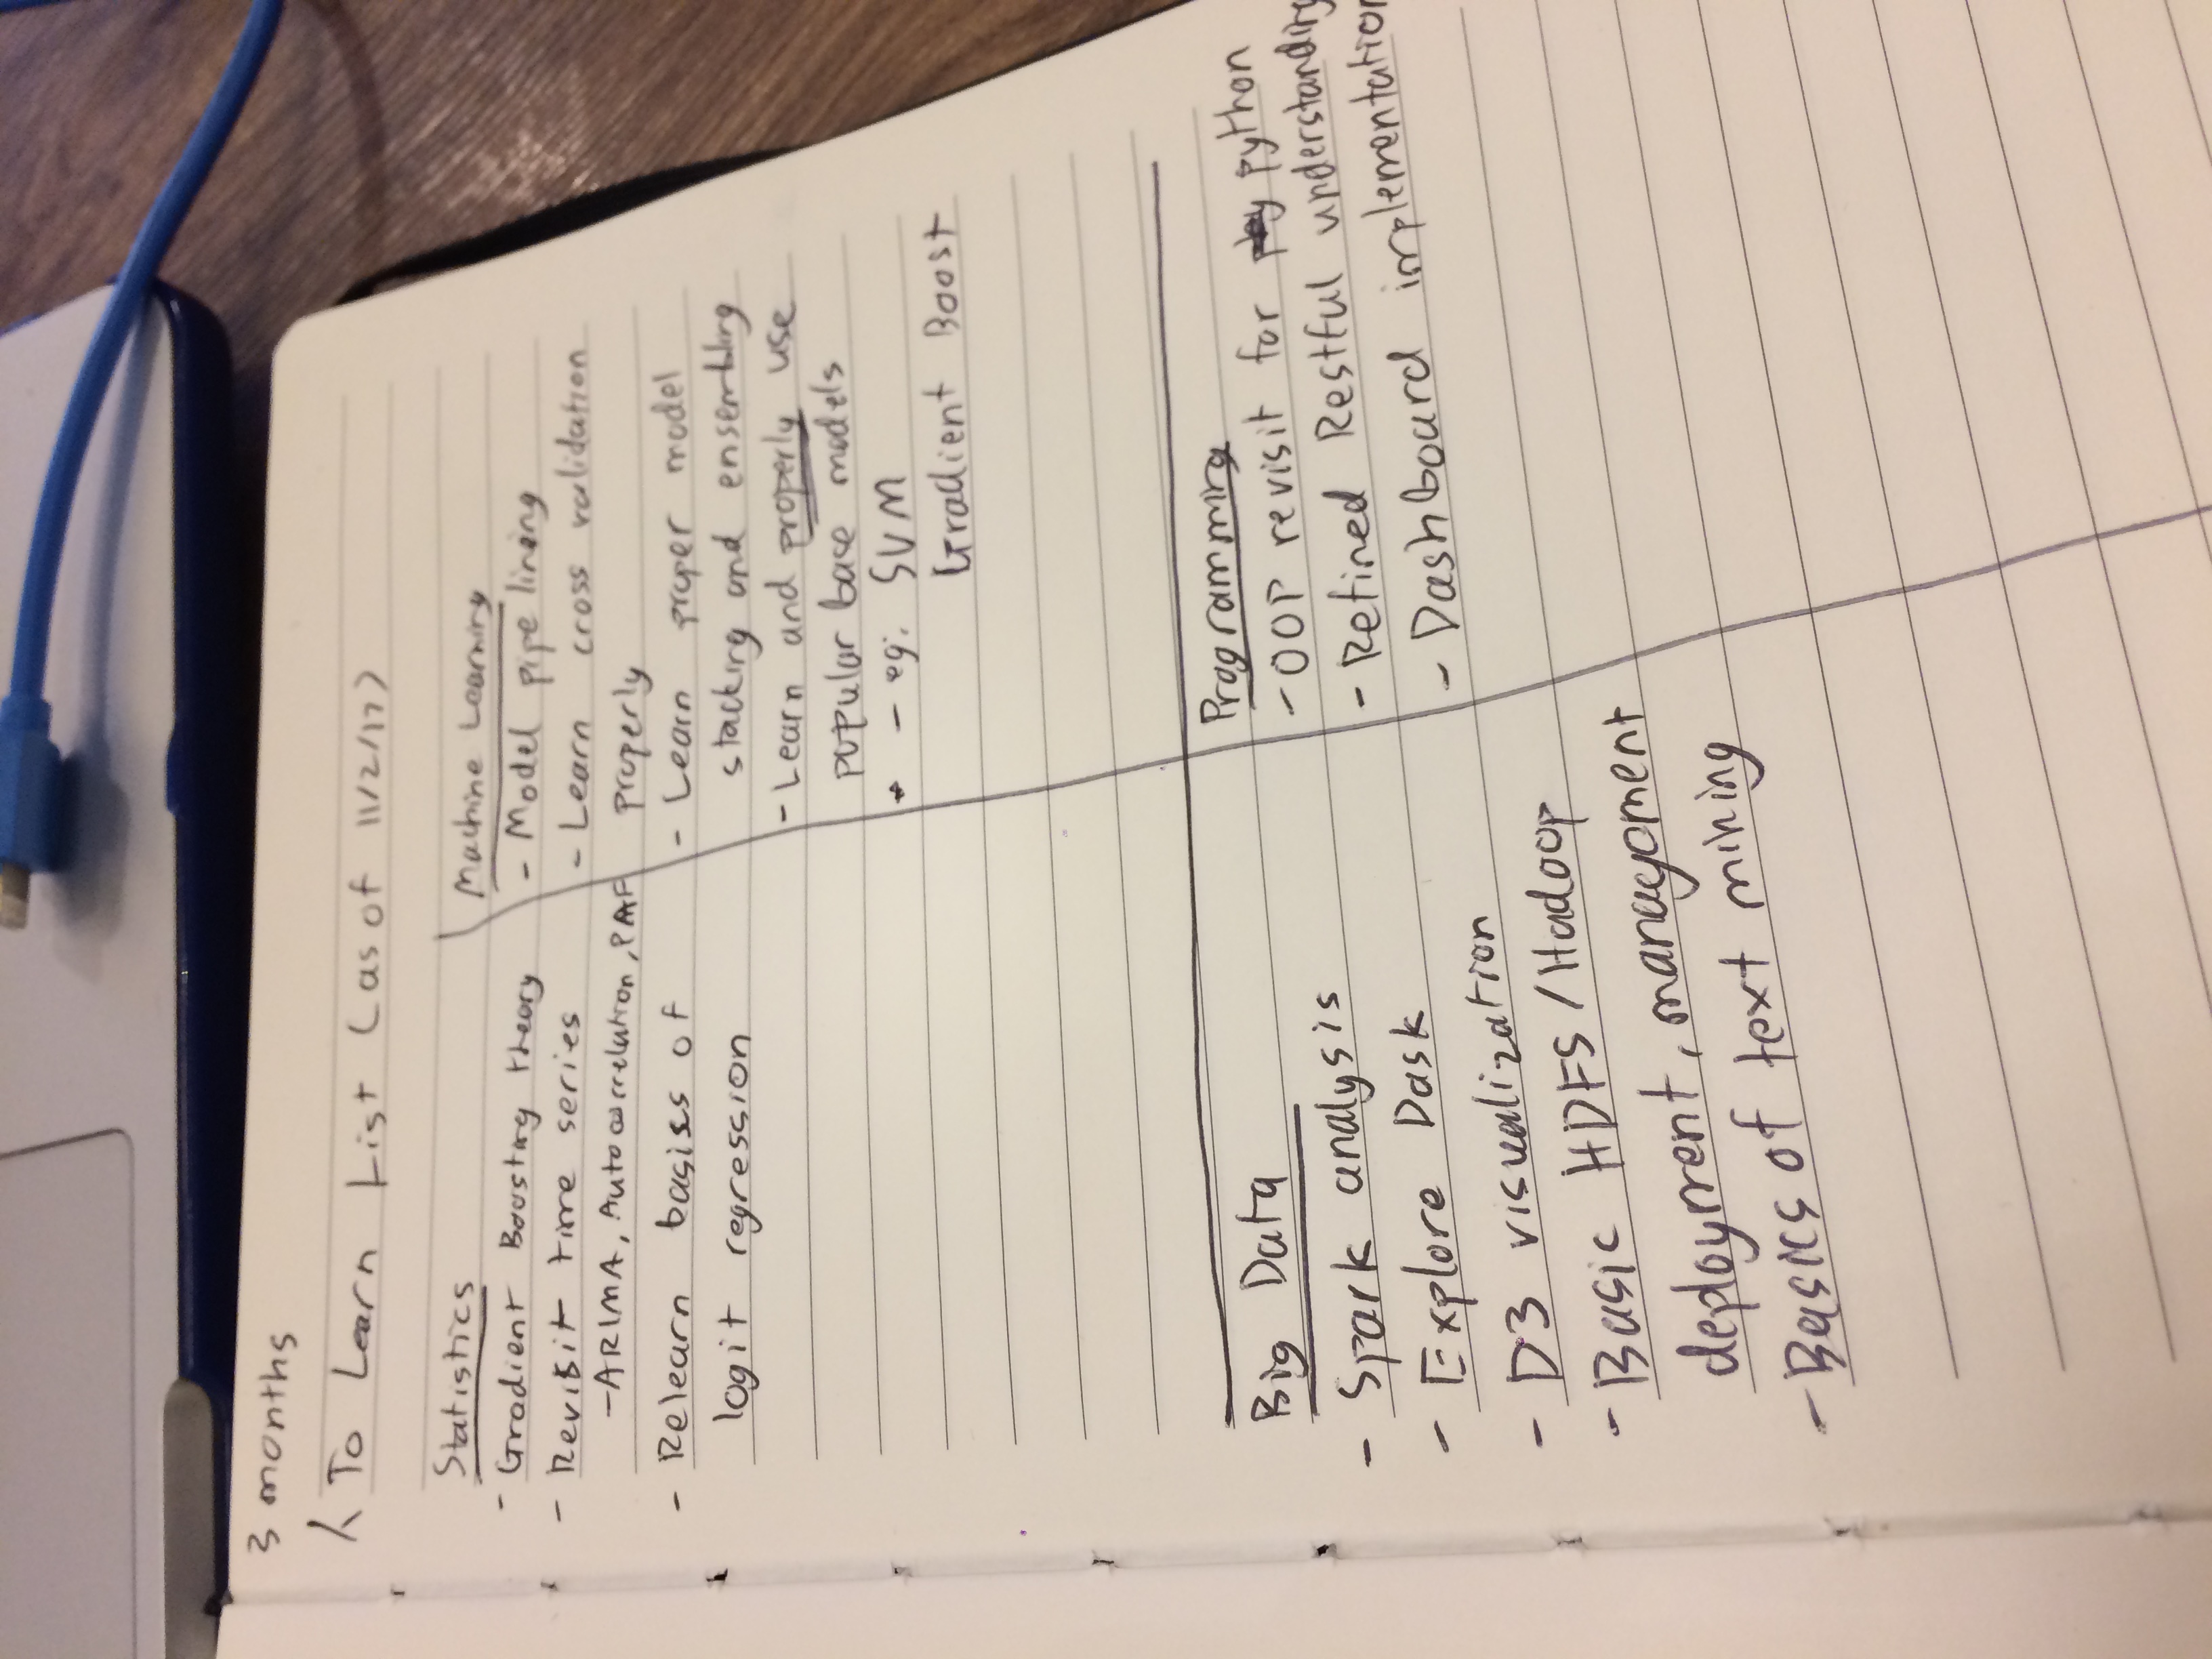 3 months
To Learn List (as of 11/2/17)
Statistics
- Gradient Boosting theory
- Revisit time series
- ARIMA, Autocorrelation, PAF
- Relearn basiss of
logit regression
Machine Learning
- Model pipe lining
- Learn cross validation
properly
- Learn proper model
stacking and ensembling
- Learn and properly use
popular base models
- eg. SVM
Gradient Boost
Big Data
- Spark analysis
- Explore Dask
- D3 visualization
- Basic HDFS / Hadoop
deployment, management
- Basics of text mining
Programming
- OOP revisit for python
- Refined Restful understanding
- Dashboard implementation